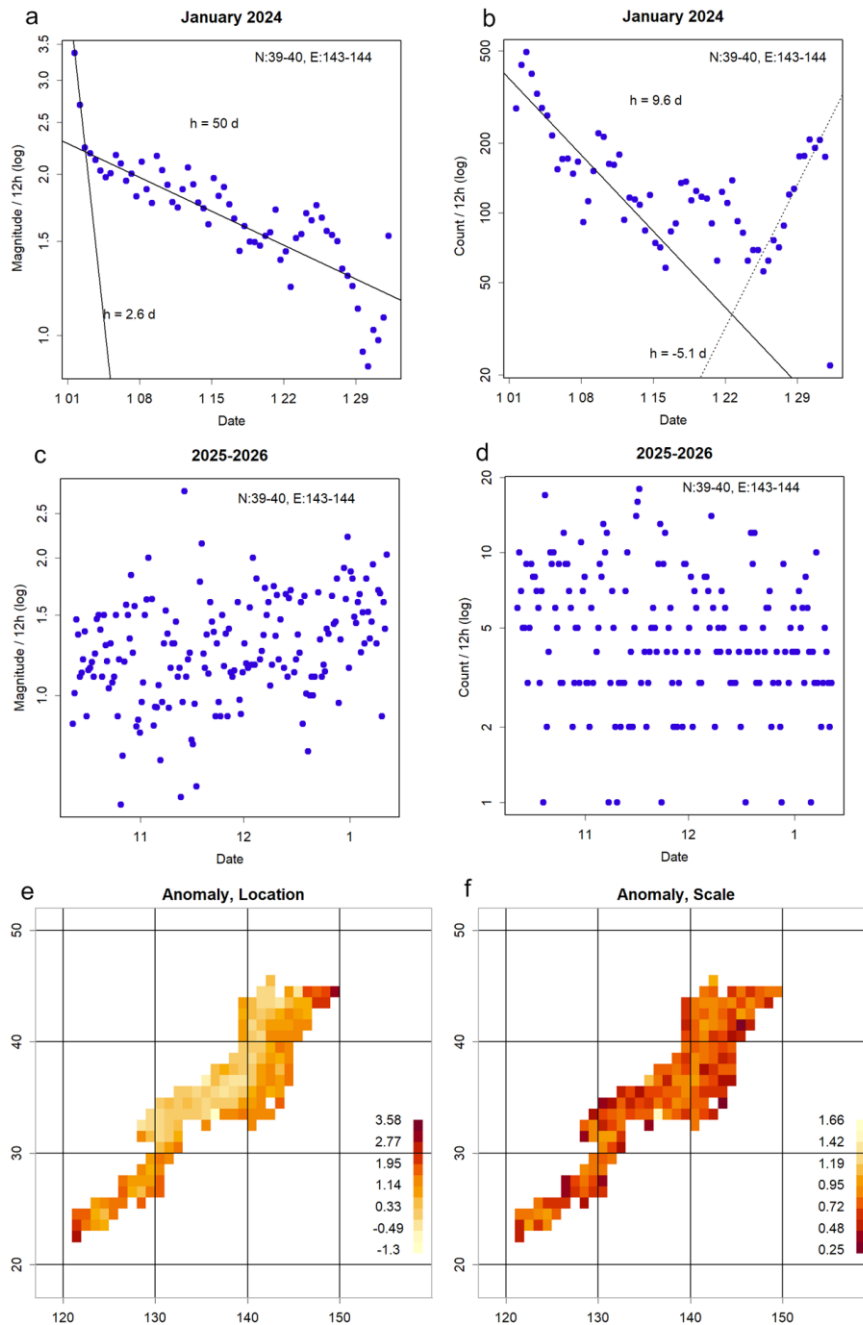 a
January 2024
N:39-40, E:143-144
h = 50 d
h = 2.6 d
Magnitude / 12h (log)
3.5
3.0
2.5
2.0
1.5
1.0
1 01
1 08
1 15
1 22
1 29
Date
b
January 2024
N:39-40, E:143-144
h = 9.6 d
h = -5.1 d
Count / 12h (log)
500
200
100
50
20
1 01
1 08
1 15
1 22
1 29
Date
c
2025-2026
N:39-40, E:143-144
Magnitude / 12h (log)
2.5
2.0
1.5
1.0
11
12
1
Date
d
2025-2026
N:39-40, E:143-144
Count / 12h (log)
20
10
5
2
1
11
12
1
Date
e
Anomaly, Location
50
40
30
20
120
130
140
150
3.58
2.77
1.95
1.14
0.33
-0.49
-1.3
f
Anomaly, Scale
50
40
30
20
120
130
140
150
1.66
1.42
1.19
0.95
0.72
0.48
0.25